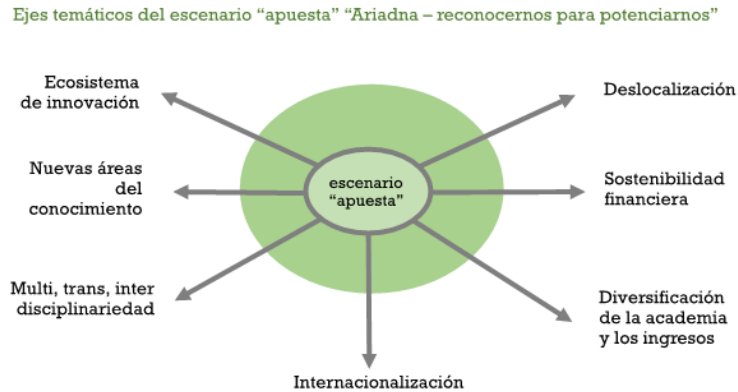 Ejes temáticos del escenario “apuesta” “Ariadna – reconocernos para potenciarnos”
Ecosistema
de innovación
Nuevas áreas
del
conocimiento
Multi, trans, inter
disciplinariedad
escenario
“apuesta”
Deslocalización
Sostenibilidad
financiera
Diversificación
de la academia
y los ingresos
Internacionalización